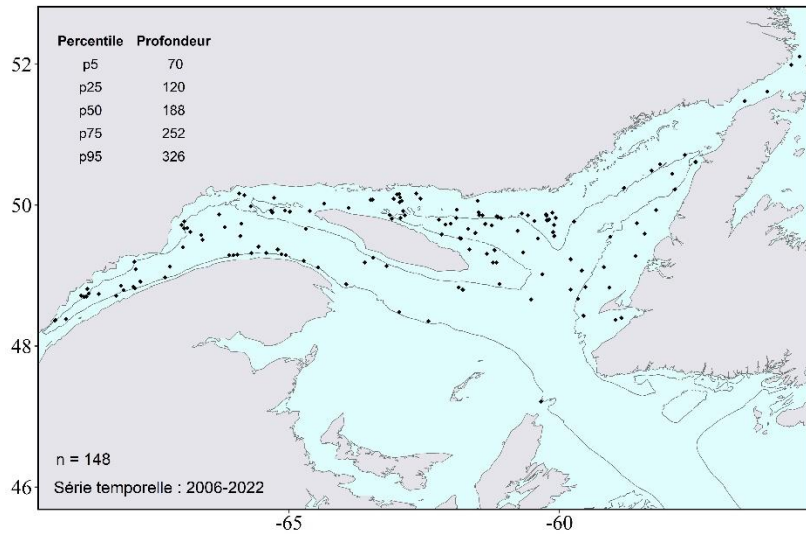 Percentile Profondeur
p5 70
p25 120
p50 188
p75 252
p95 326
52
50
48
46
n = 148
Série temporelle : 2006-2022
-65 -60